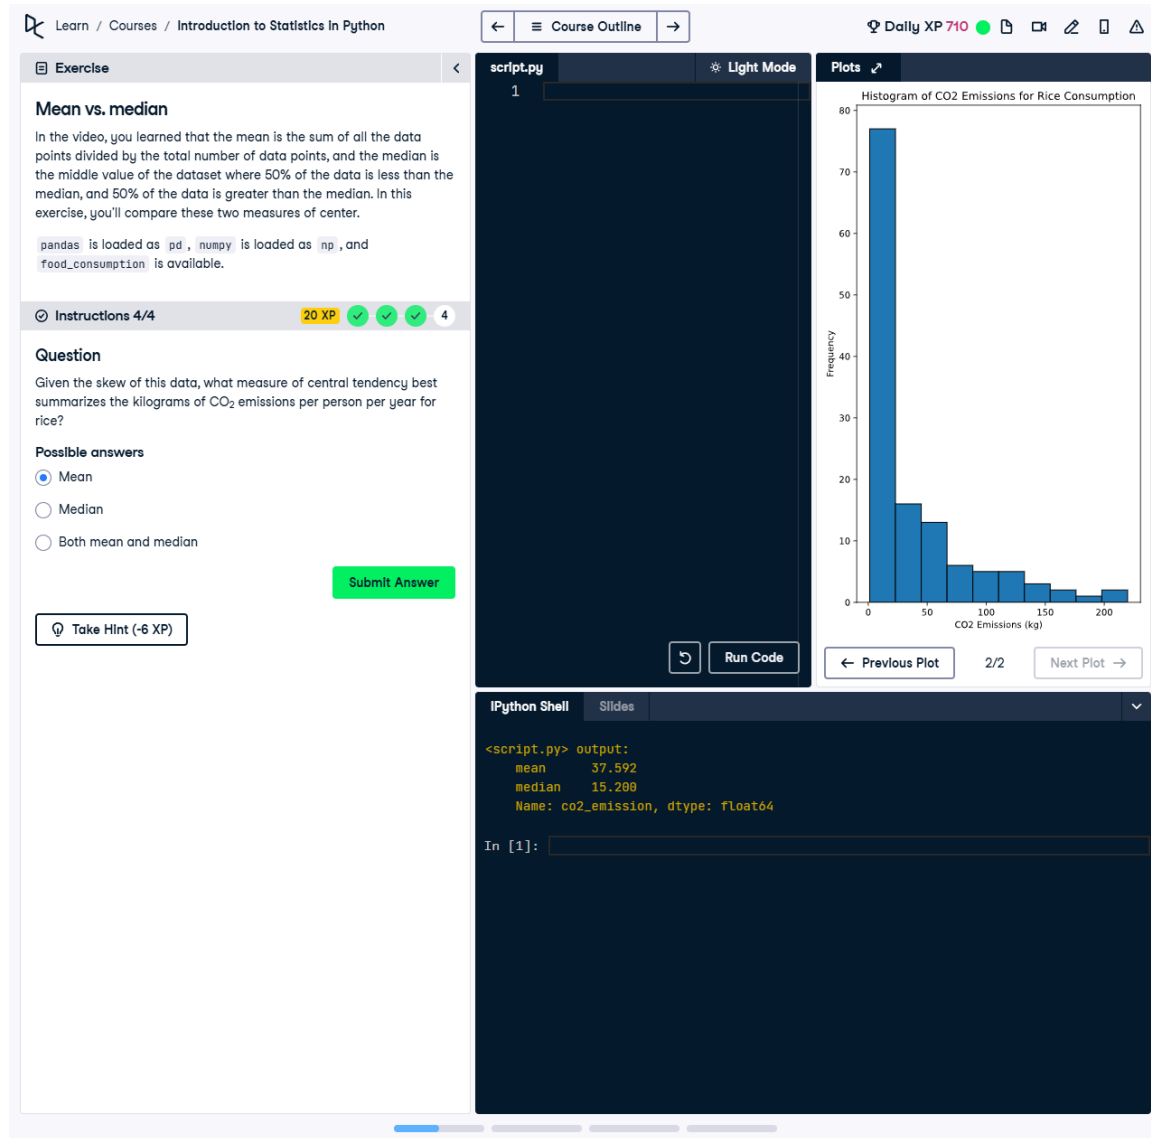 Learn / Courses / Introduction to Statistics in Python
Course Outline
Daily XP 710
Exercise
Mean vs. median
In the video, you learned that the mean is the sum of all the data
points divided by the total number of data points, and the median is
the middle value of the dataset where 50% of the data is less than the
median, and 50% of the data is greater than the median. In this
exercise, you'll compare these two measures of center.
pandas is loaded as pd, numpy is loaded as np, and
food_consumption is available.
Instructions 4/4
20 XP
4
Question
Given the skew of this data, what measure of central tendency best
summarizes the kilograms of CO₂ emissions per person per year for
rice?
Possible answers
Mean
Median
Both mean and median
Submit Answer
Take Hint (-6 XP)
script.py
Light Mode
1
Run Code
Plots
Histogram of CO2 Emissions for Rice Consumption
80
70
60
50
40
30
20
10
0
Frequency
0 50 100 150 200
CO2 Emissions (kg)
Previous Plot
2/2
Next Plot
IPython Shell
Slides
<script.py> output:
mean 37.592
median 15.200
Name: co2_emission, dtype: float64
In [1]: